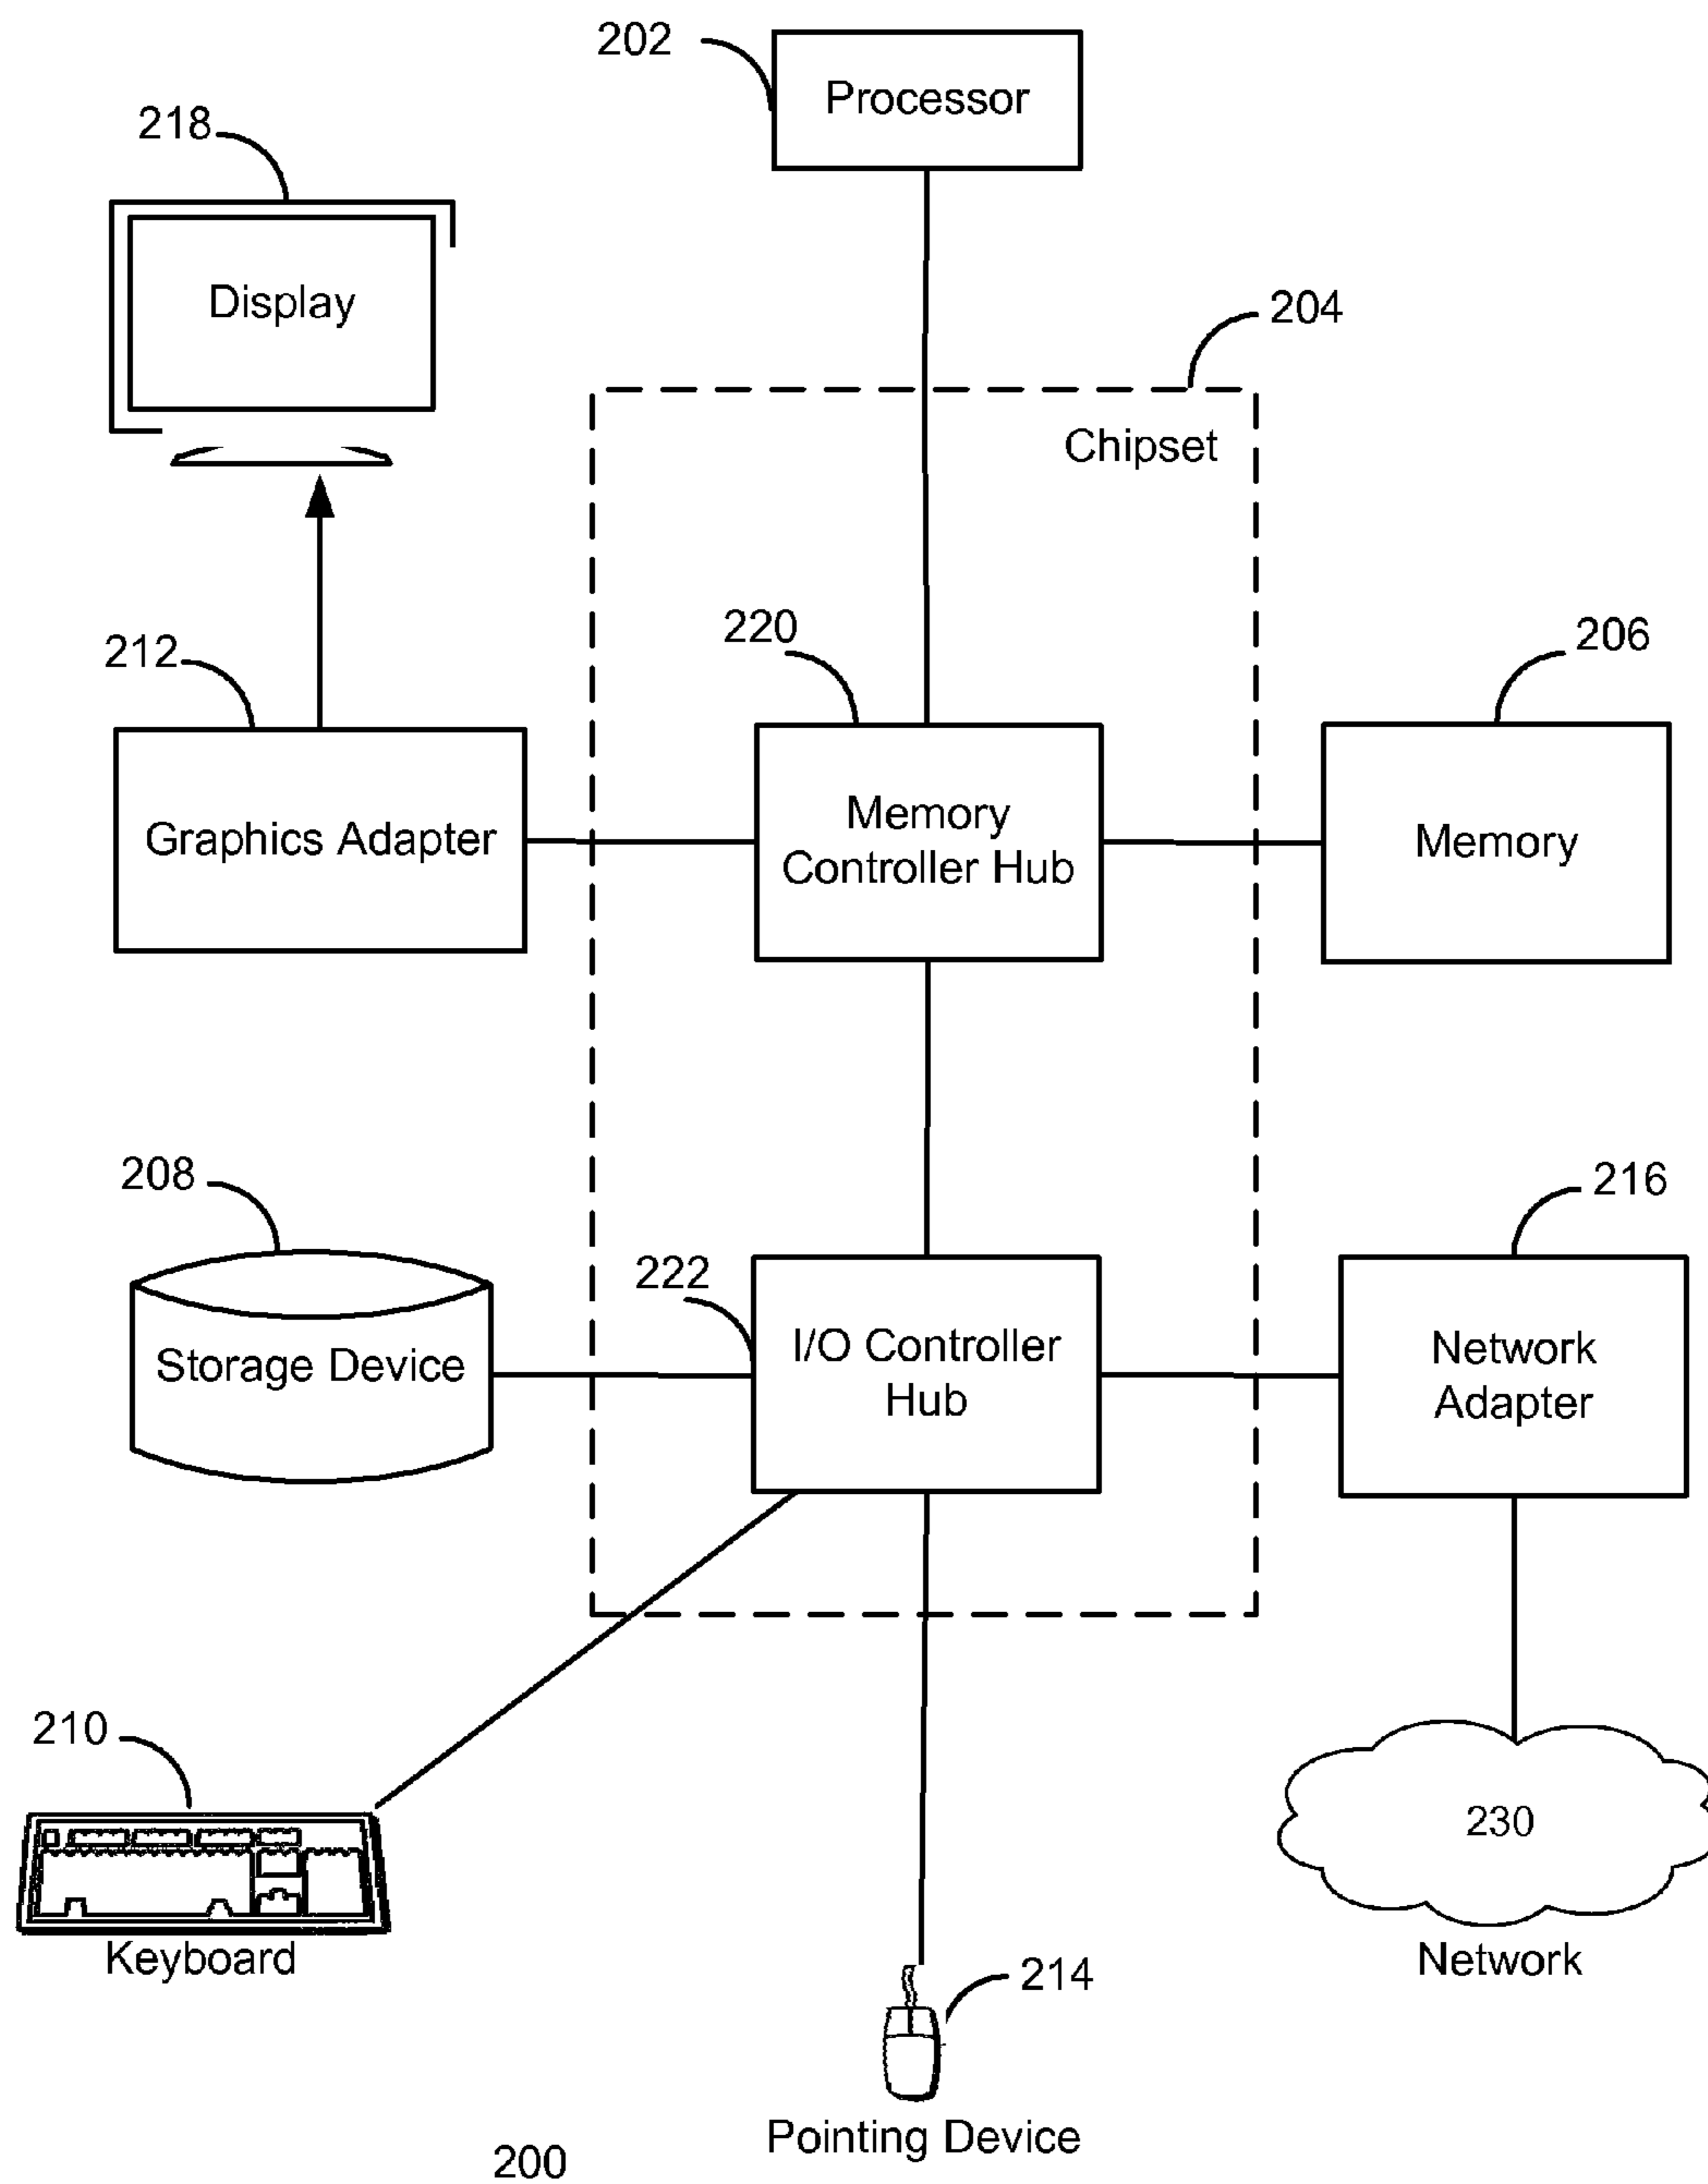 202
Processor
218
Display
204
Chipset
212
220
206
Graphics Adapter
Memory
Controller Hub
Memory
208
222
216
Storage Device
I/O Controller
Hub
Network
Adapter
210
Keyboard
230
Network
214
Pointing Device
200